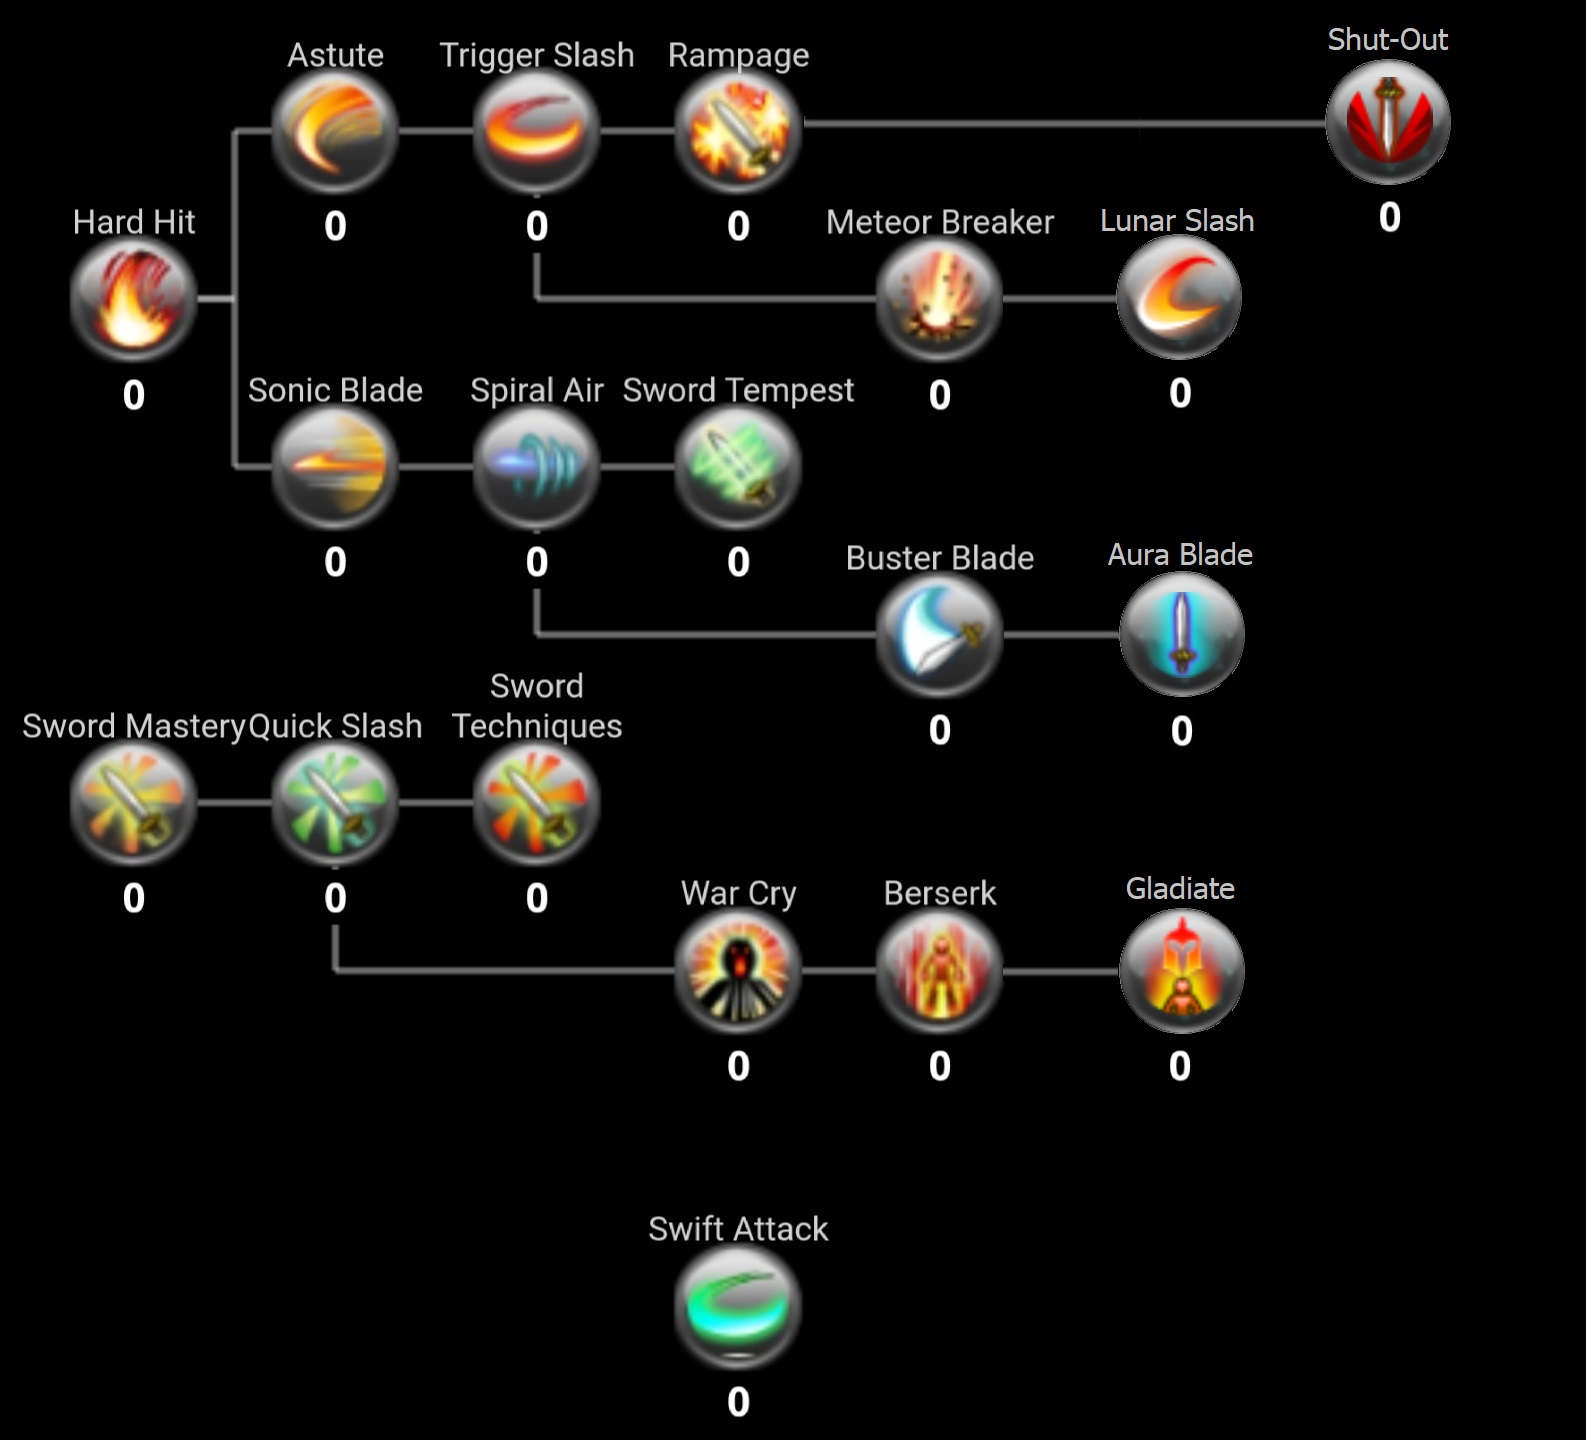 Shut-Out
Astute Trigger Slash Rampage
0 0 0 0
Hard Hit Meteor Breaker Lunar Slash
0 0 0
Sonic Blade Spiral Air Sword Tempest
0 0 0
Buster Blade Aura Blade
0 0
Sword Mastery Quick Slash Sword
Techniques
0 0 0
War Cry Berserk Gladiate
0 0 0
Swift Attack
0